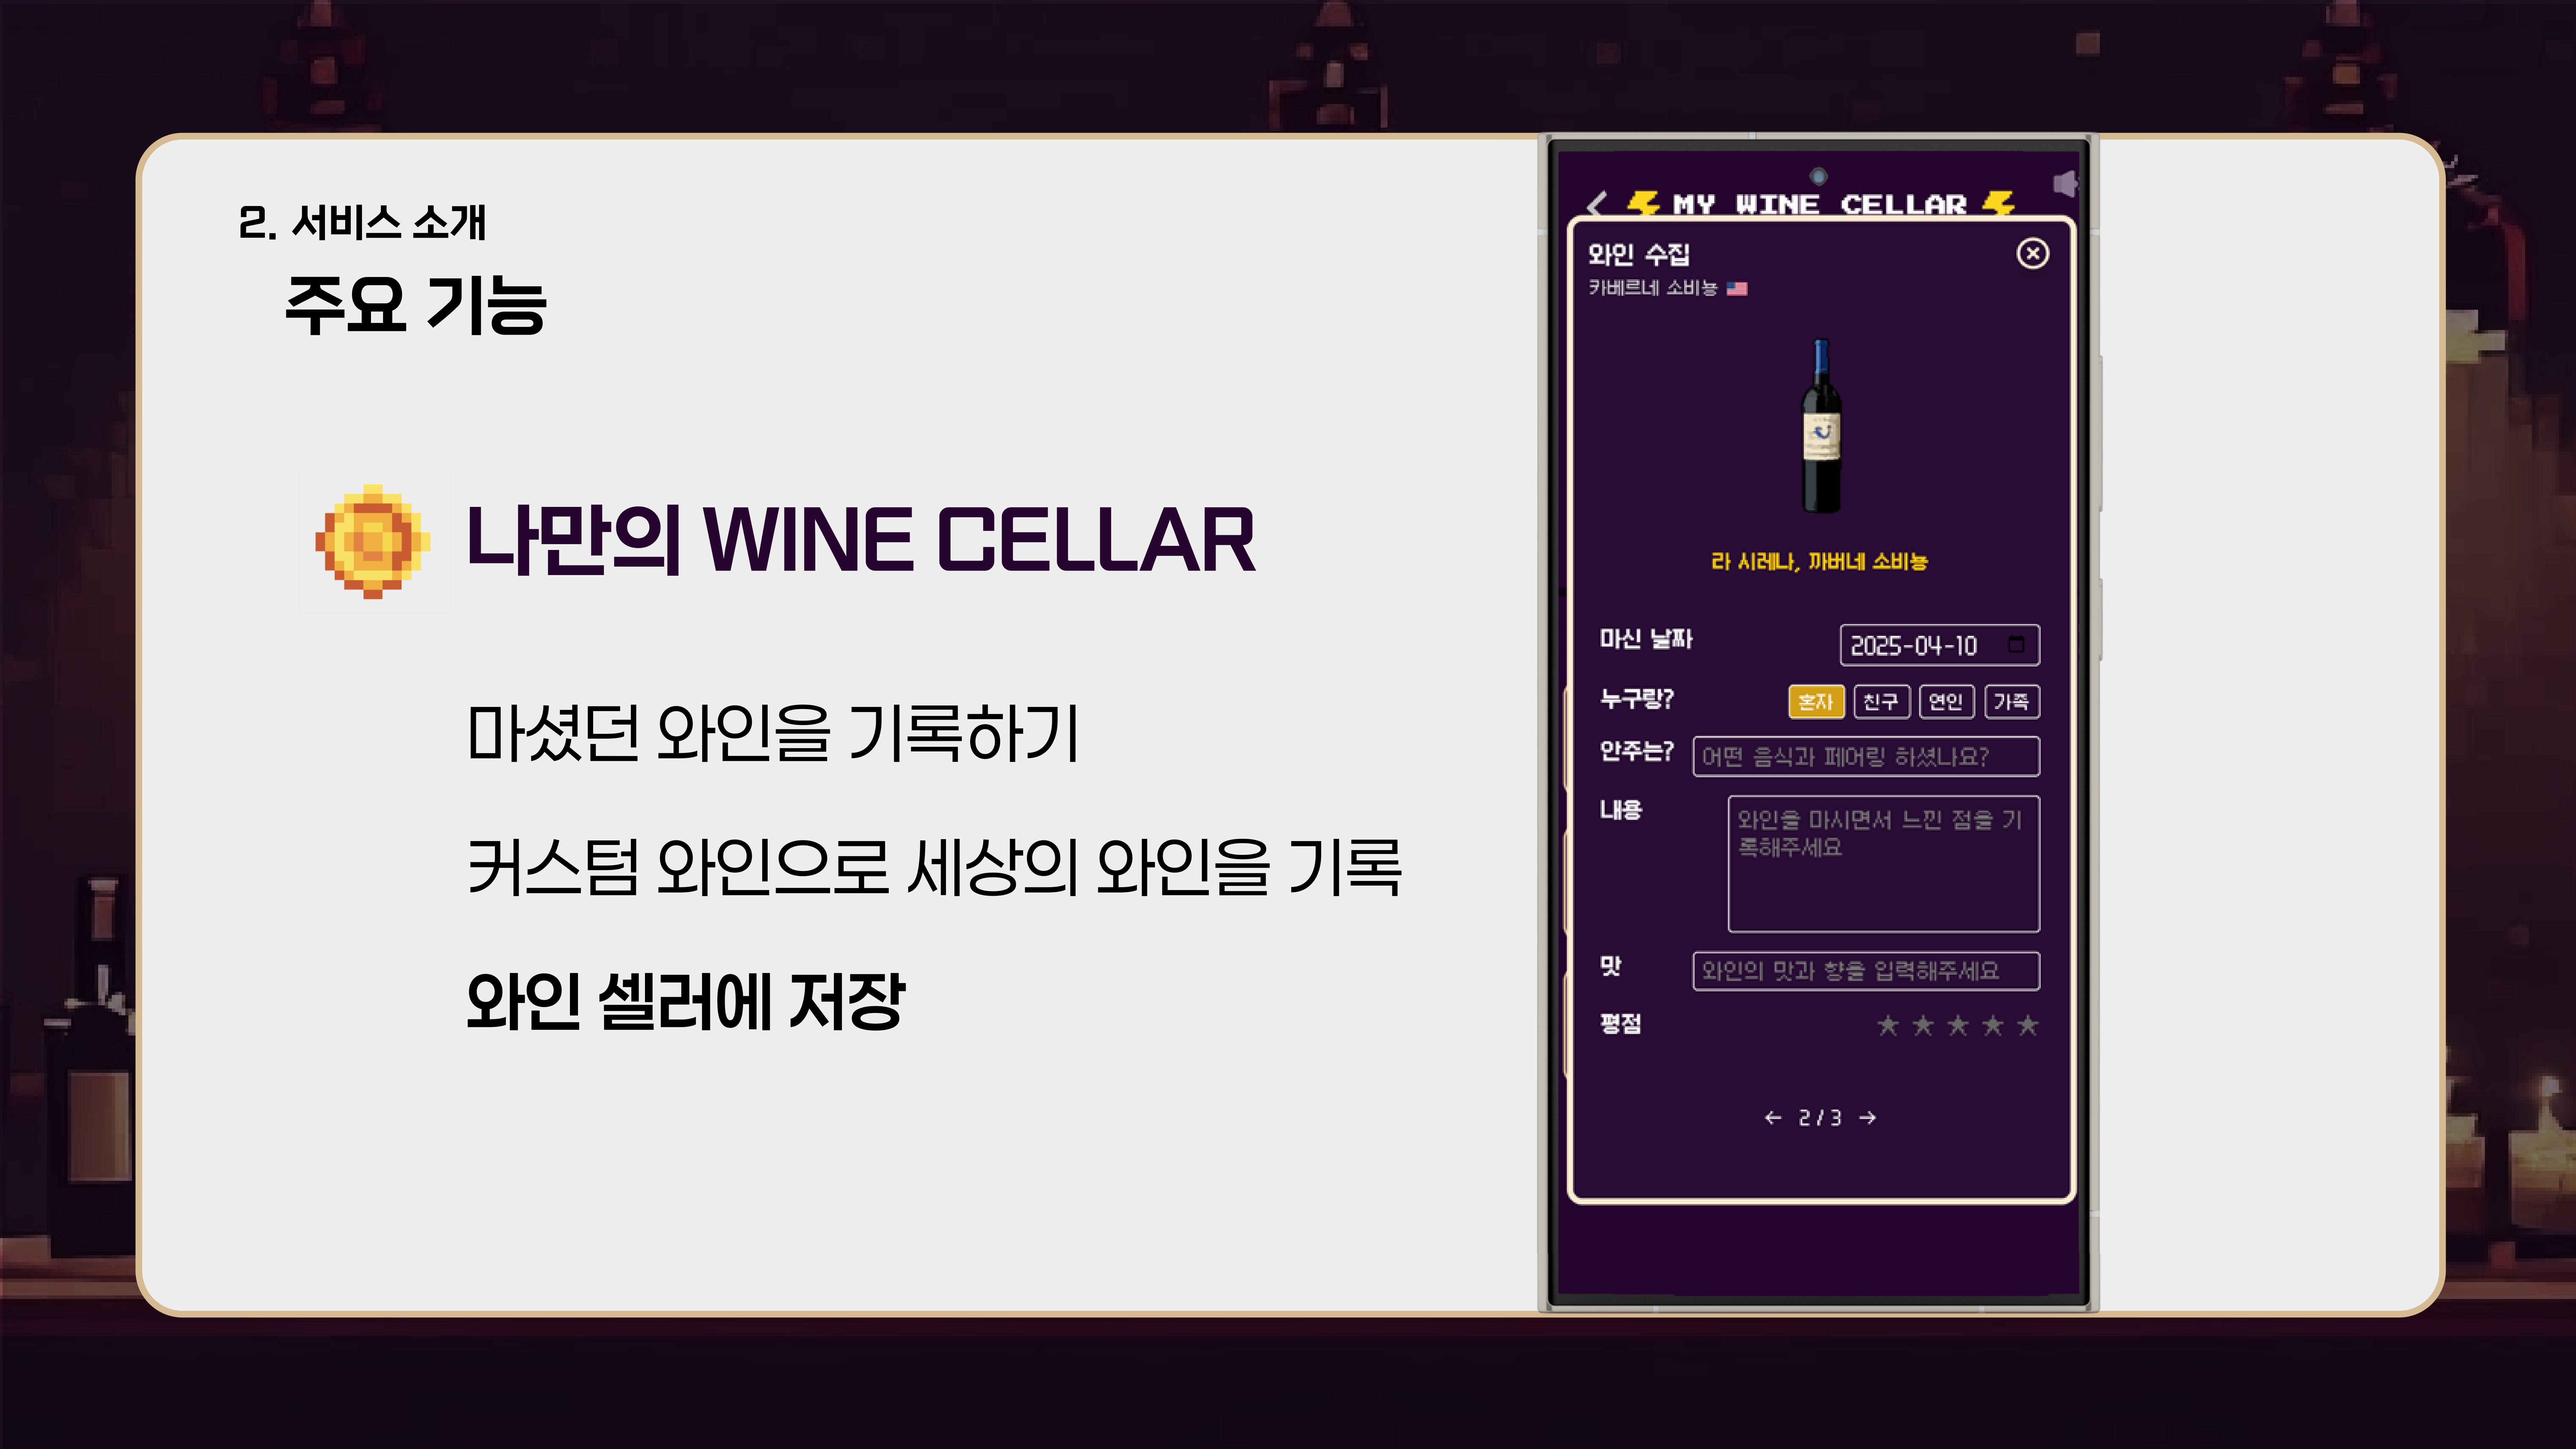 2. 서비스 소개
주요 기능
나만의 WINE CELLAR
마셨던 와인을 기록하기
커스텀 와인으로 세상의 와인을 기록
와인 셀러에 저장
MY WINE CELLAR
와인 수집
카베르네 소비뇽
라 시레나, 까버네 소비뇽
마신 날짜 2025-04-10
누구랑? 혼자 친구 연인 가족
안주는? 어떤 음식과 페어링 하셨나요?
내용 와인을 마시면서 느낀 점을 기
록해주세요
맛 와인의 맛과 향을 입력해주세요
평점 ★ ★ ★ ★ ★
← 2/3 →